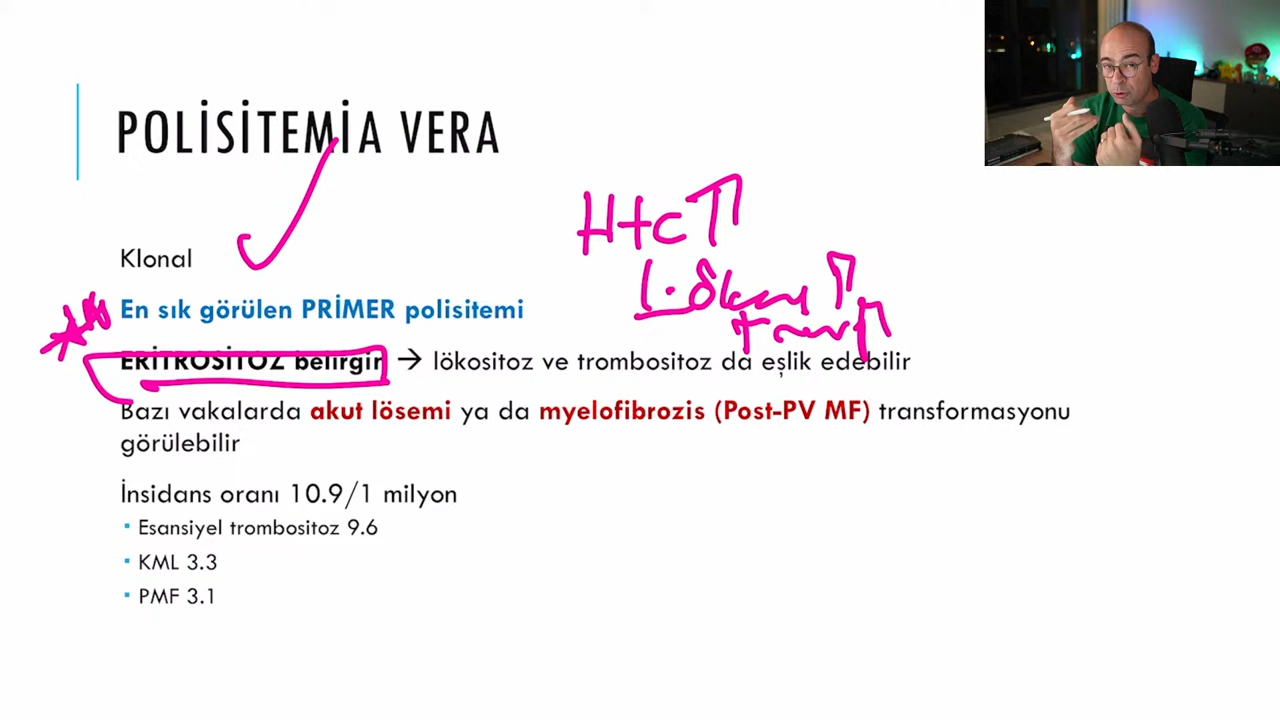 POLİSİTEMİA VERA
Klonal
Htc ↑
En sık görülen PRİMER polisitemi
ERİTROSİTOZ belirgin → lökositoz ve trombositoz da eşlik edebilir
Bazı vakalarda akut lösemi ya da myelofibrozis (Post-PV MF) transformasyonu
görülebilir
İnsidans oranı 10.9/1 milyon
▪ Esansiyel trombositoz 9.6
▪ KML 3.3
▪ PMF 3.1